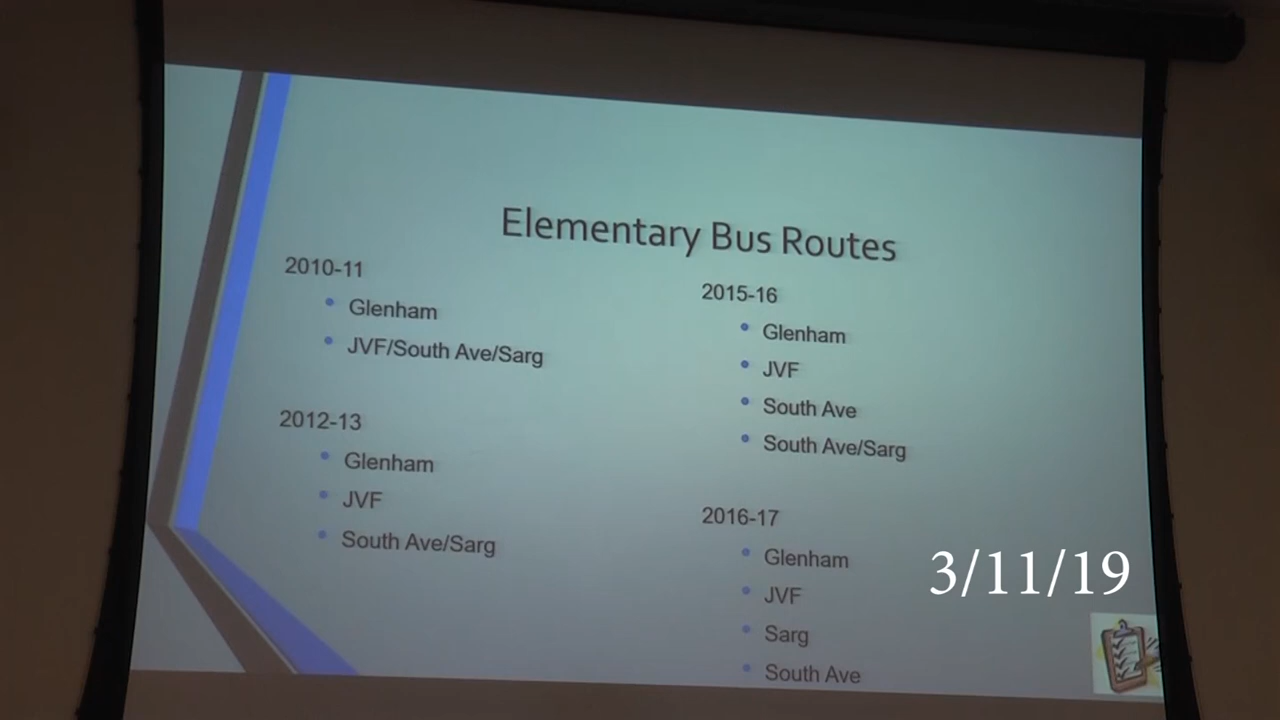 Elementary Bus Routes
2010-11
Glenham
JVF/South Ave/Sarg
2012-13
Glenham
JVF
South Ave/Sarg
2015-16
Glenham
JVF
South Ave
South Ave/Sarg
2016-17
Glenham
JVF
Sarg
South Ave
3/11/19